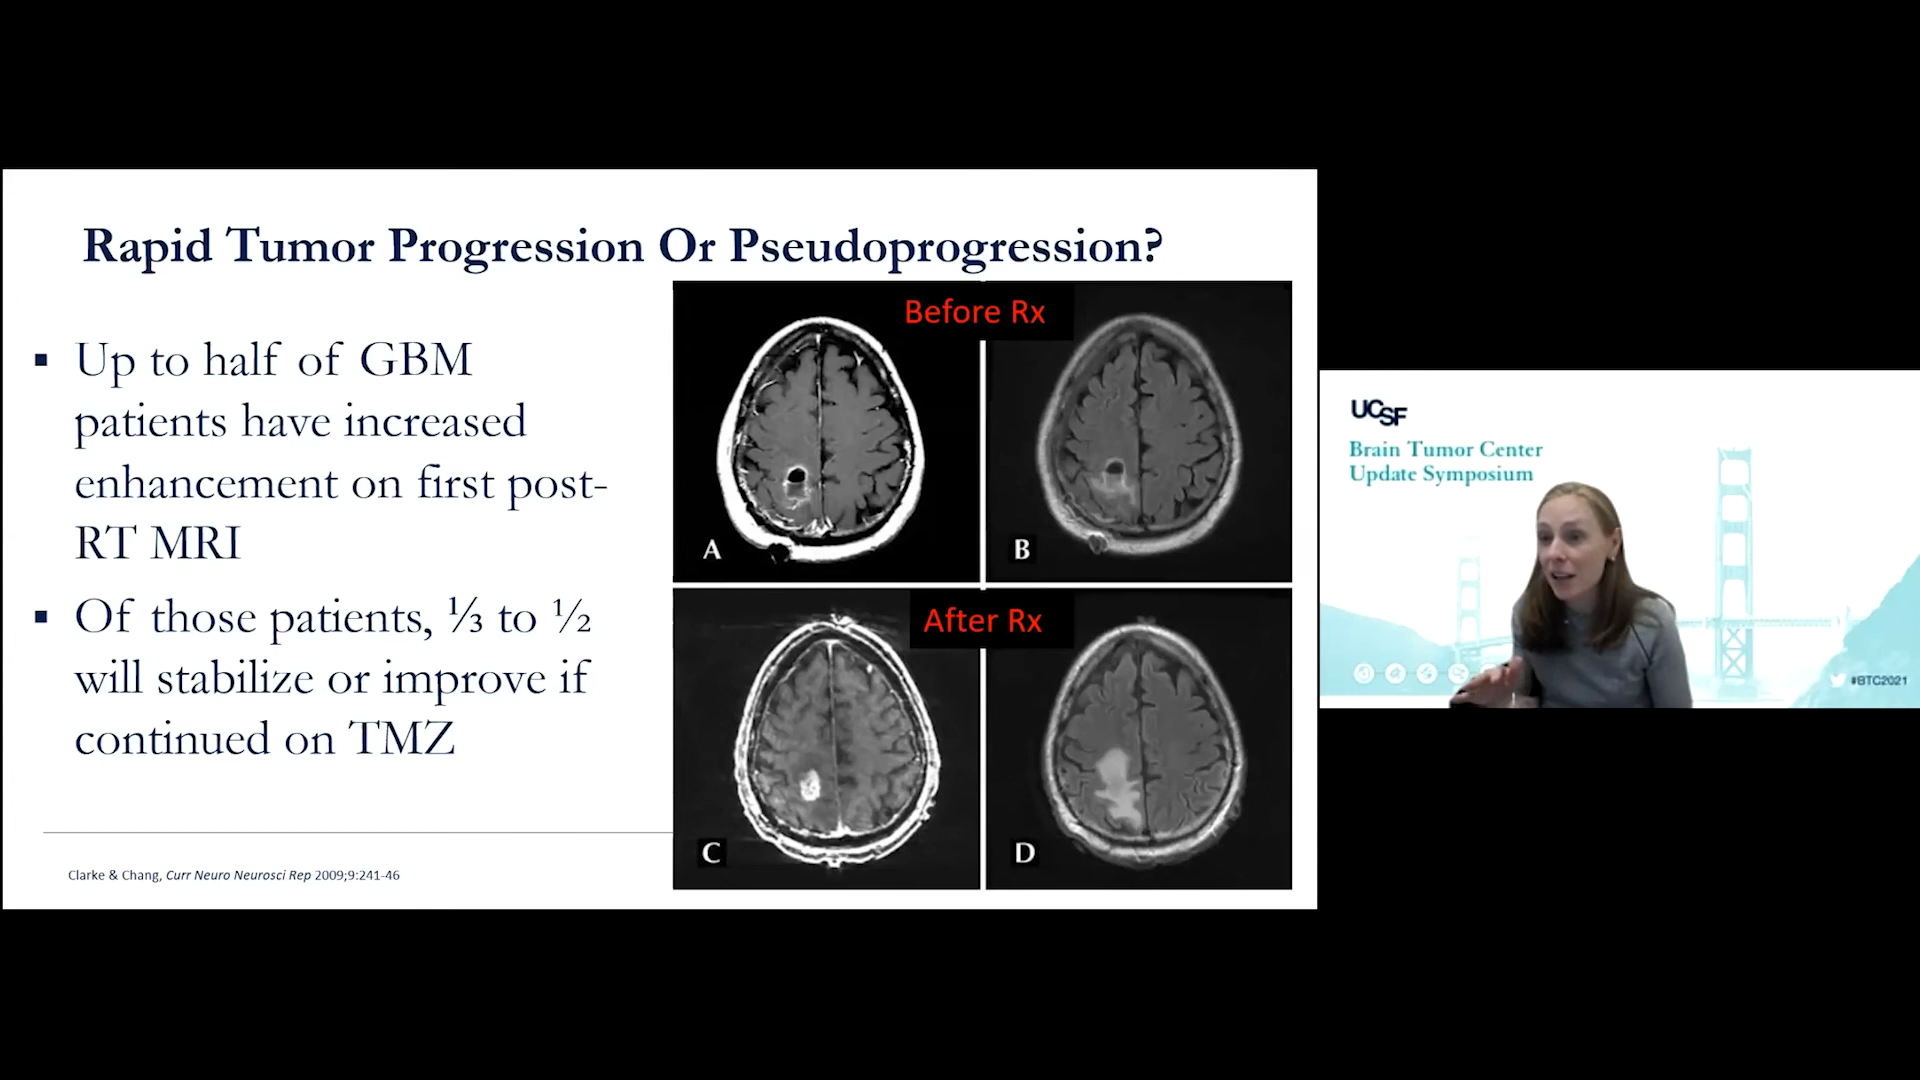 Rapid Tumor Progression Or Pseudoprogression?
▪ Up to half of GBM
patients have increased
enhancement on first post-
RT MRI
▪ Of those patients, ⅓ to ½
will stabilize or improve if
continued on TMZ
Clarke & Chang, Curr Neuro Neurosci Rep 2009;9:241-46
Before Rx
A
B
After Rx
C
D
UCSF
Brain Tumor Center
Update Symposium
#BTC2021